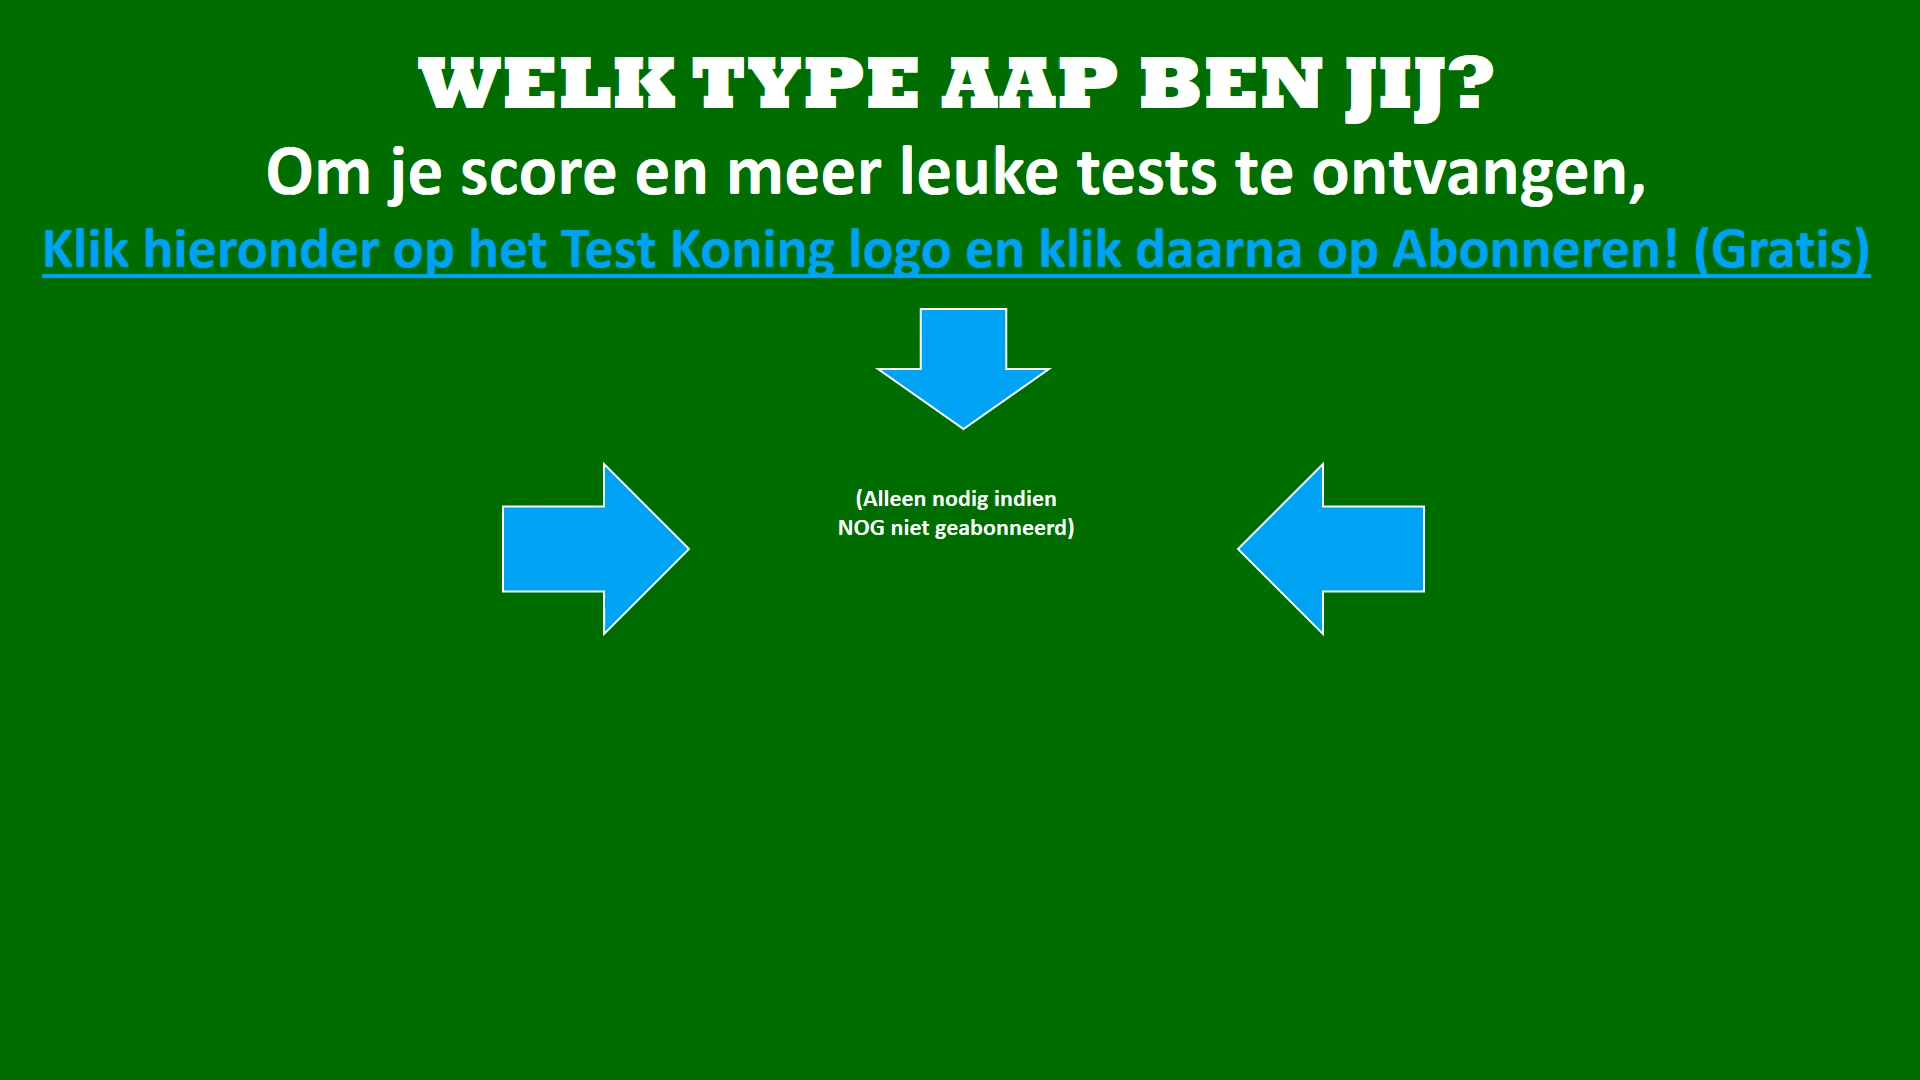 WELK TYPE AAP BEN JIJ?
Om je score en meer leuke tests te ontvangen,
Klik hieronder op het Test Koning logo en klik daarna op Abonneren! (Gratis)
(Alleen nodig indien
NOG niet geabonneerd)